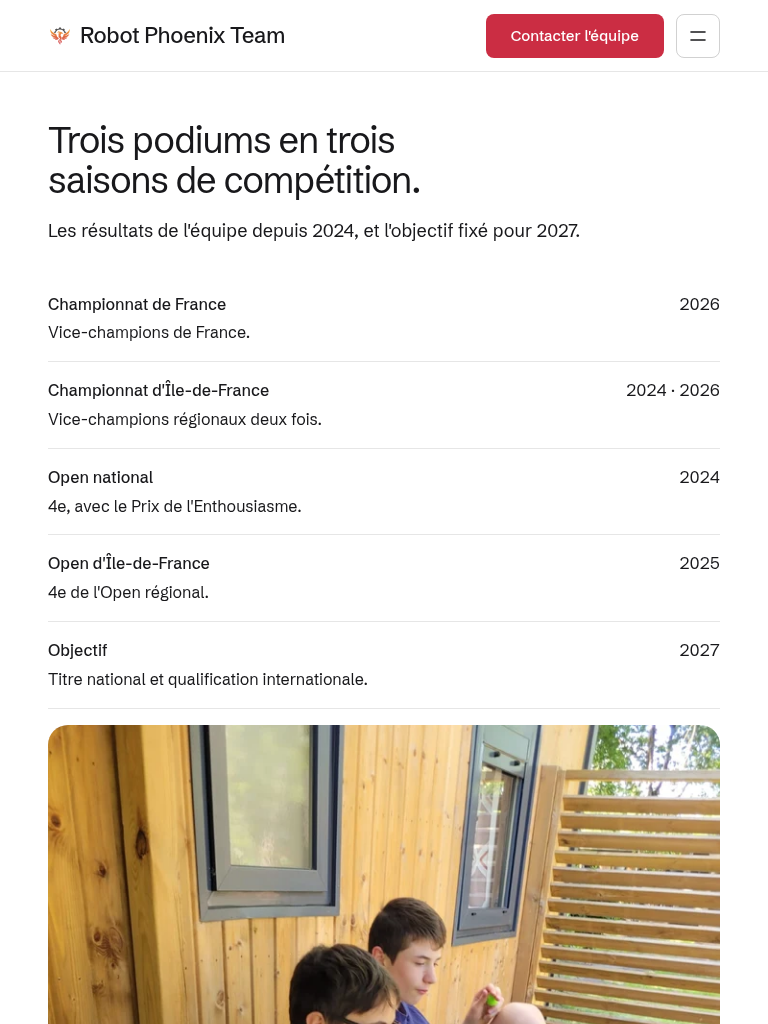 Robot Phoenix Team
Contacter l'équipe
Trois podiums en trois
saisons de compétition.
Les résultats de l'équipe depuis 2024, et l'objectif fixé pour 2027.
Championnat de France 2026
Vice-champions de France.
Championnat d'Île-de-France 2024 · 2026
Vice-champions régionaux deux fois.
Open national 2024
4e, avec le Prix de l'Enthousiasme.
Open d'Île-de-France 2025
4e de l'Open régional.
Objectif 2027
Titre national et qualification internationale.